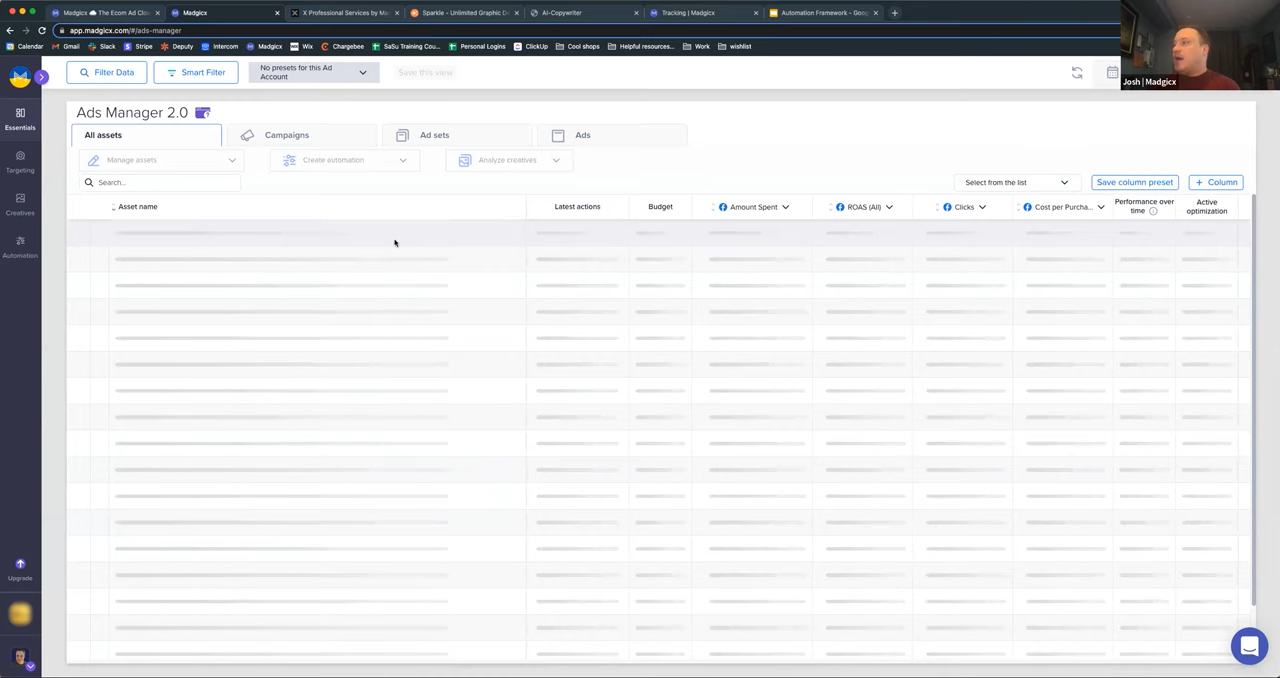 Madgicx ☁ The Ecom Ad Clo
Madgicx
X Professional Services by Ma
Sparkle - Unlimited Graphic De
AI-Copywriter
Tracking | Madgicx
Automation Framework - Goog
app.madgicx.com/#/ads-manager
Calendar
Gmail
Slack
Stripe
Deputy
Intercom
Madgicx
Wix
Chargebee
SaSu Training Cou...
Personal Logins
ClickUp
Cool shops
Helpful resources...
Work
wishlist
Josh | Madgicx
Filter Data
Smart Filter
No presets for this Ad
Account
Save this view
Essentials
Targeting
Creatives
Automation
Upgrade
Ads Manager 2.0
All assets
Campaigns
Ad sets
Ads
Manage assets
Create automation
Analyze creatives
Search...
Select from the list
Save column preset
+ Column
Asset name
Latest actions
Budget
Amount Spent
ROAS (All)
Clicks
Cost per Purcha...
Performance over
time
Active
optimization